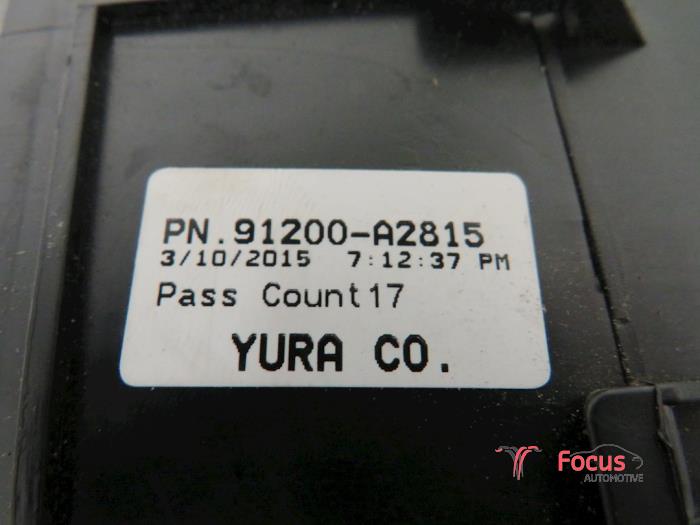 PN.91200-A2815
3/10/2015 7:12:37 PM
Pass Count17
YURA CO.
Focus
AUTOMOTIVE